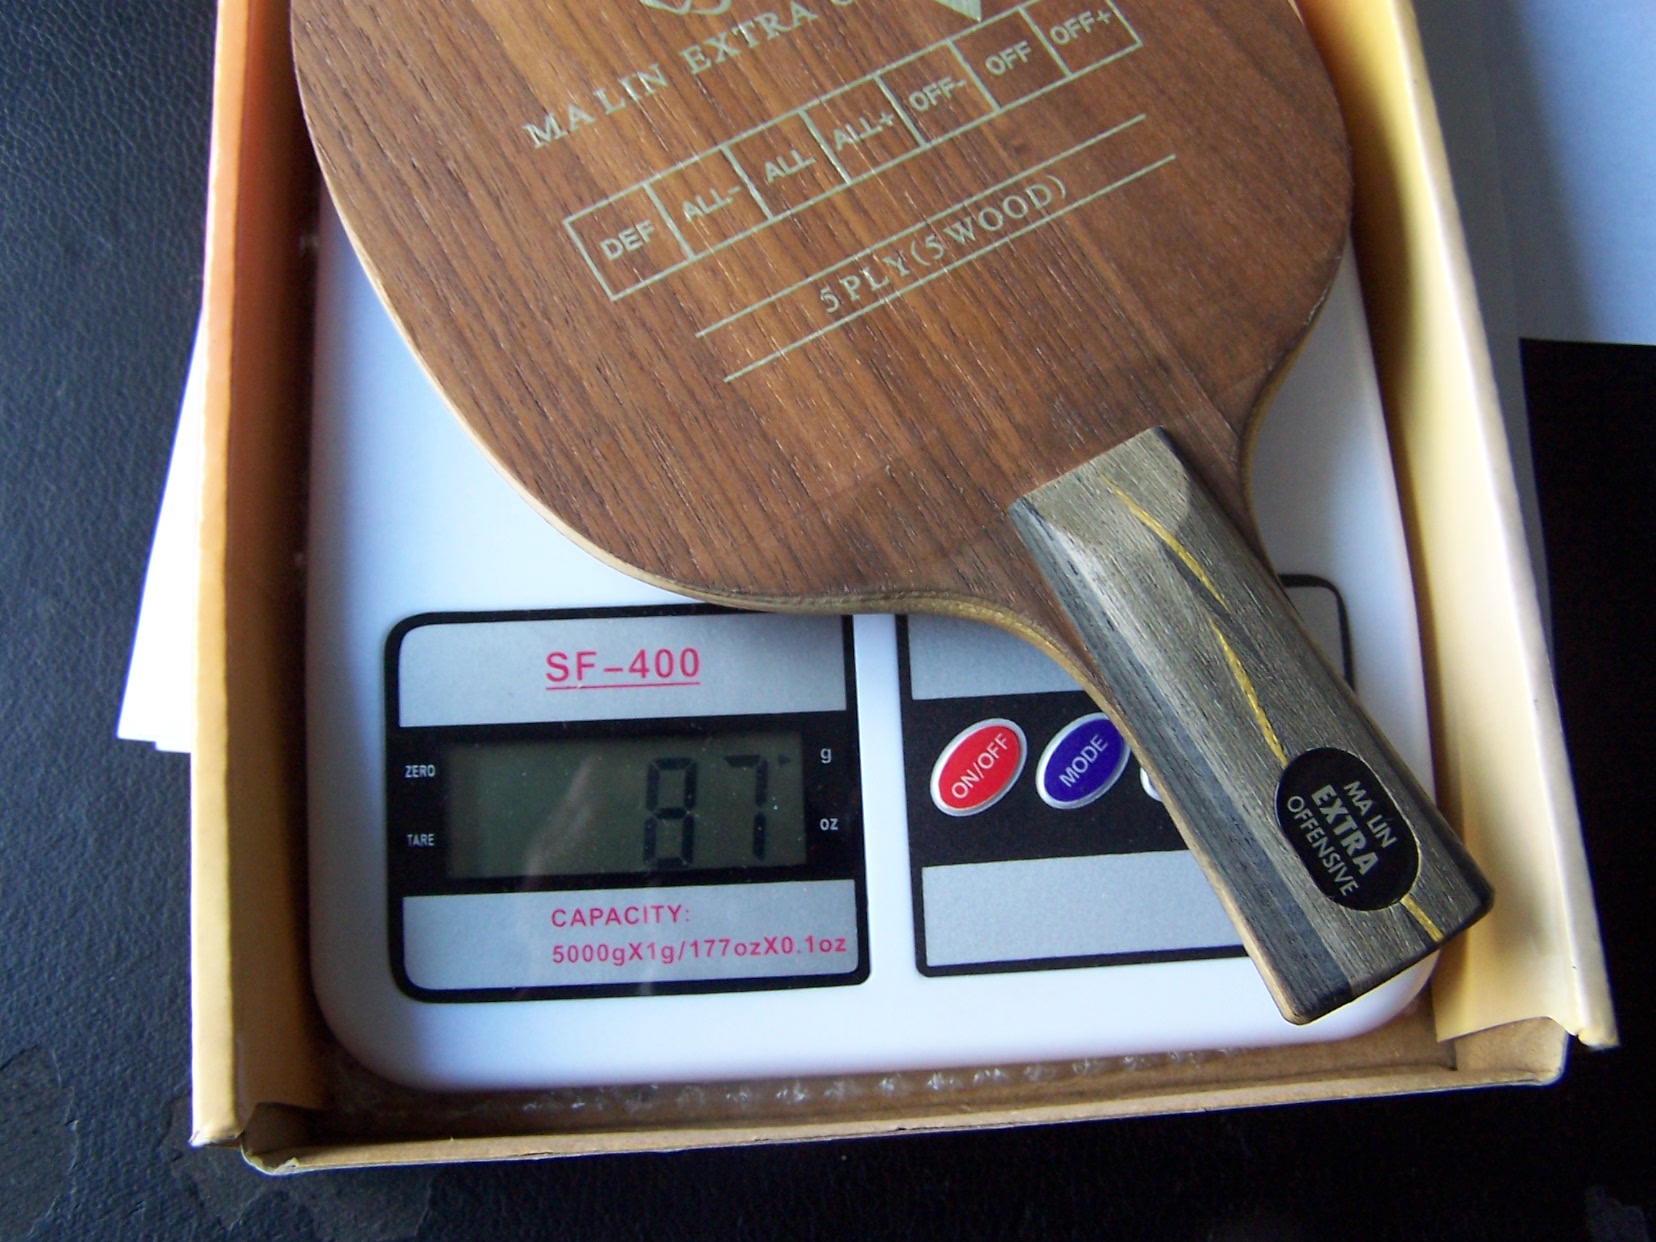 MA LIN EXTRA
DEF ALL- ALL ALL+ OFF- OFF OFF+
5 PLY (5 WOOD)
SF-400
ZERO
TARE
87
g
oz
CAPACITY:
5000gX1g/177ozX0.1oz
ON/OFF
MODE
MA LIN
EXTRA
OFFENSIVE